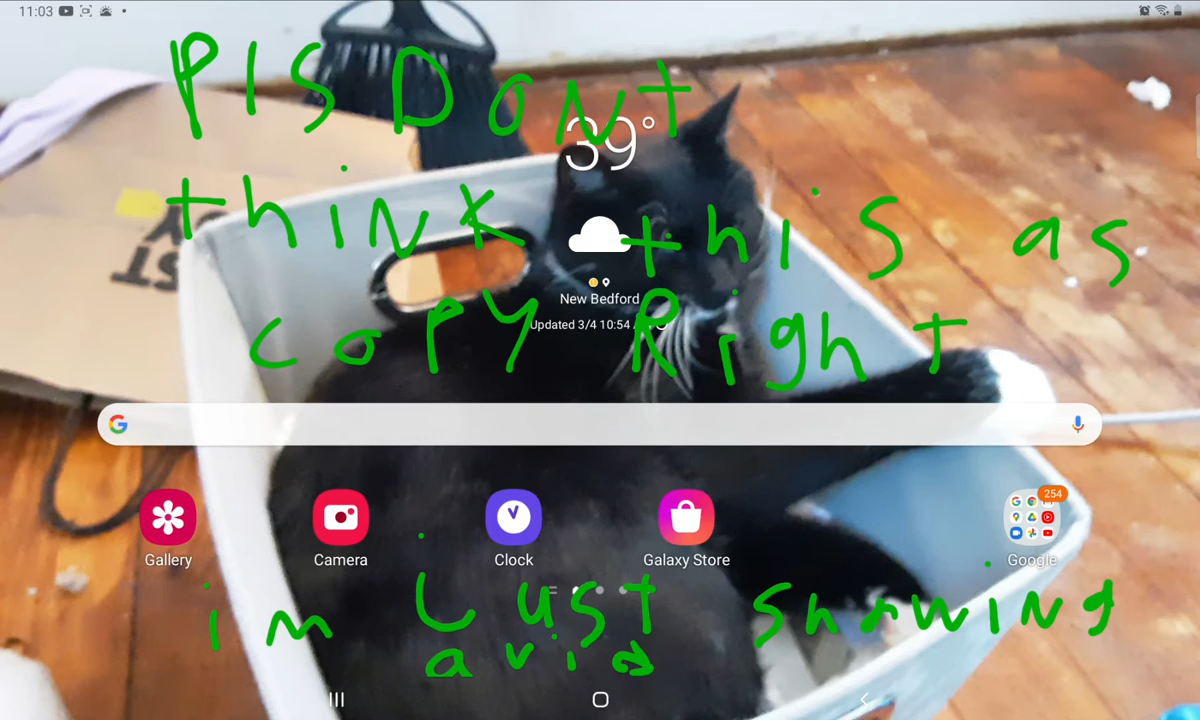 11:03
Pls Dont
39°
think this as
New Bedford
Updated 3/4 10:54
copy Right
254
Gallery
Camera
Clock
Galaxy Store
Google
im just showing
a vid